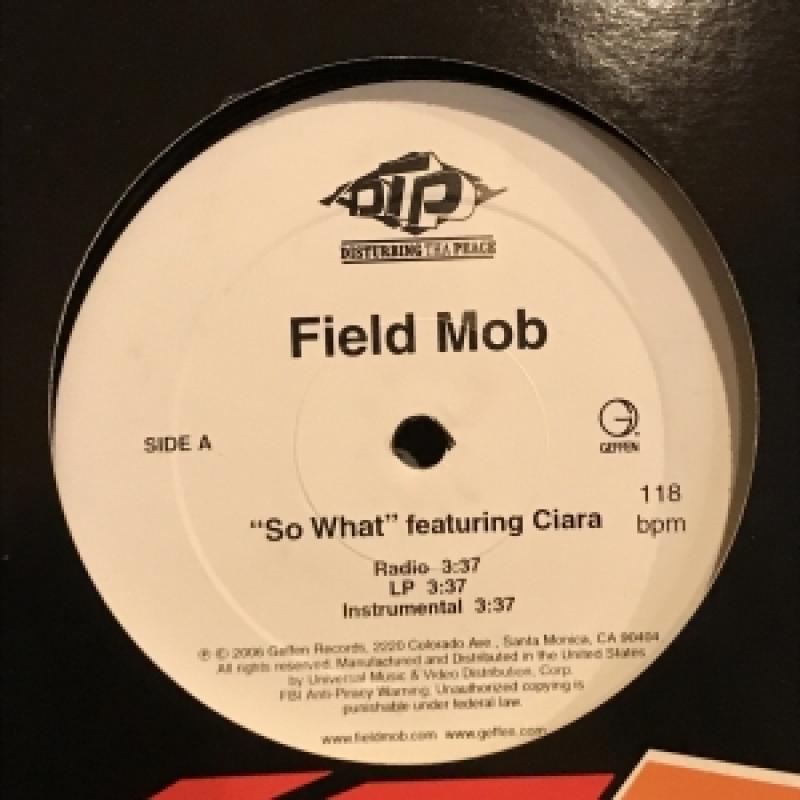 DTP
DISTURBING THA PEACE
Field Mob
SIDE A
GEFFEN
"So What" featuring Ciara
118
bpm
Radio 3:37
LP 3:37
Instrumental 3:37
℗ © 2006 Geffen Records, 2220 Colorado Ave., Santa Monica, CA 90404
All rights reserved. Manufactured and Distributed in the United States
by Universal Music & Video Distribution, Corp.
FBI Anti-Piracy Warning: Unauthorized copying is
punishable under federal law.
www.fieldmob.com www.geffen.com